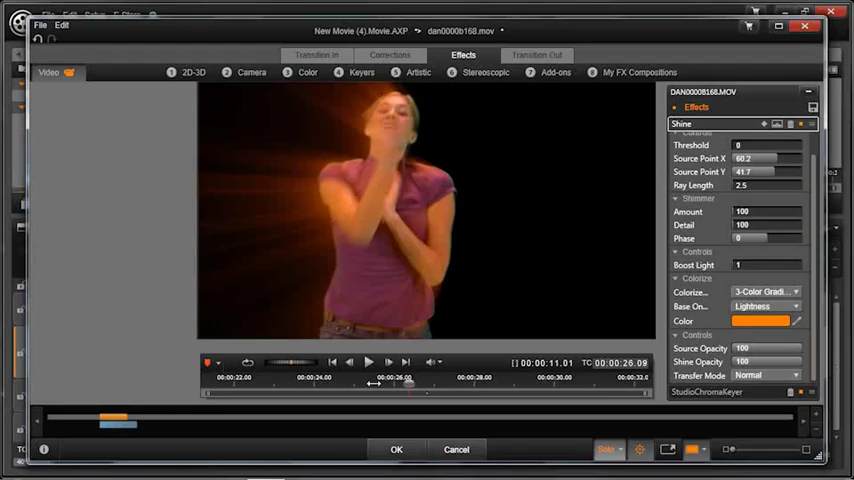 File Edit
New Movie (4).Movie.AXP dan0000b168.mov
Transition In Corrections Effects Transition Out
Video 1 2D-3D 2 Camera 3 Color 4 Keyers 5 Artistic 6 Stereoscopic 7 Add-ons 8 My FX Compositions
DAN0000B168.MOV
Effects
Shine
Controls
Threshold 0
Source Point X 60.2
Source Point Y 41.7
Ray Length 2.5
Shimmer
Amount 100
Detail 100
Phase 0
Controls
Boost Light 1
Colorize
Colorize... 3-Color Gradi...
Base On... Lightness
Color
Controls
Source Opacity 100
Shine Opacity 100
Transfer Mode Normal
StudioChromaKeyer
[ ] 00:00:11.01 TC 00:00:26.09
00:00:22.00 00:00:24.00 00:00:26.00 00:00:28.00 00:00:30.00 00:00:32.0
OK Cancel Solo